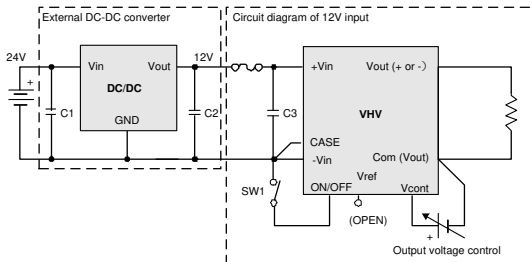 External DC-DC converter
Circuit diagram of 12V input
24V
12V
Vin
Vout
+Vin
Vout (+ or -)
+
DC/DC
C1
C2
C3
VHV
GND
CASE
-Vin
Com (Vout)
Vref
SW1
ON/OFF
Vcont
(OPEN)
+
Output voltage control